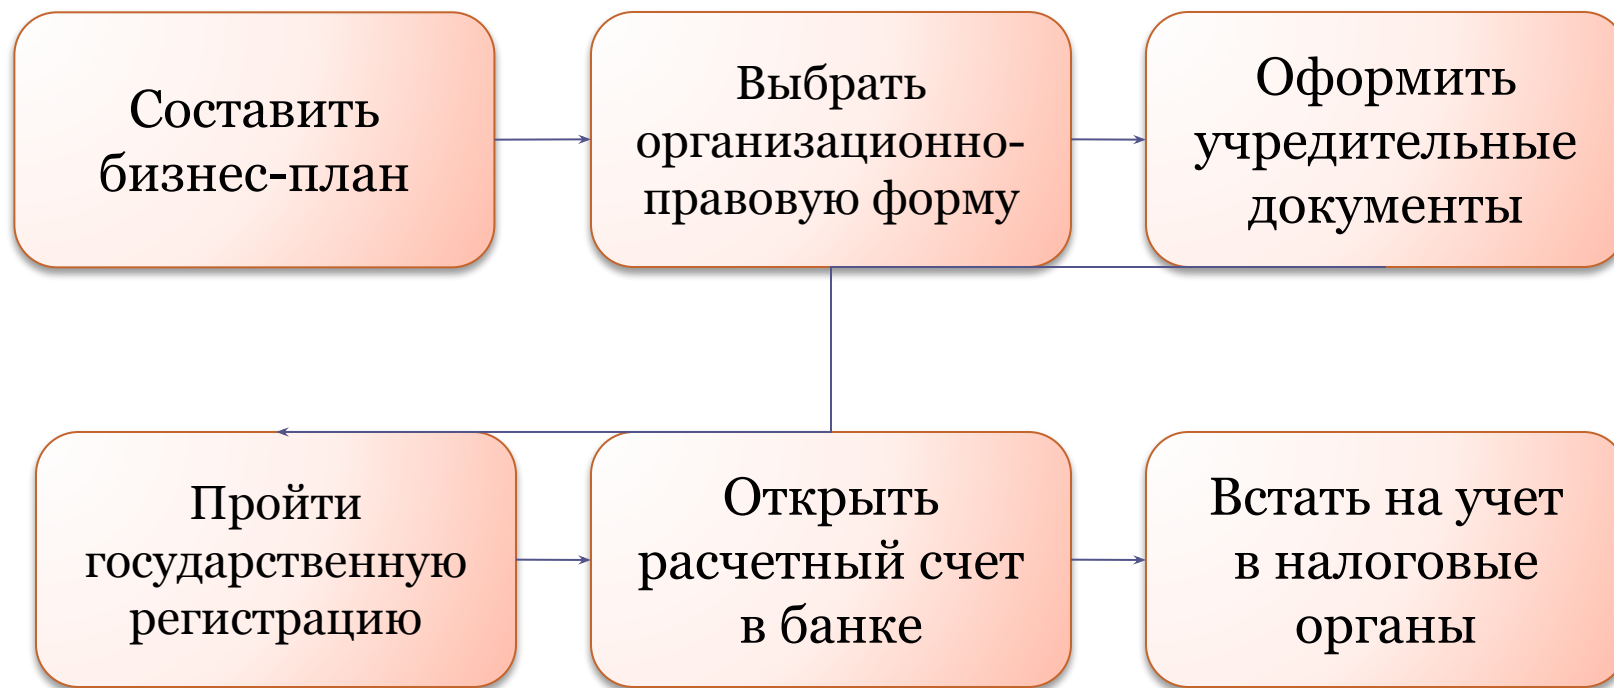 Составить
бизнес-план
Выбрать
организационно-
правовую форму
Оформить
учредительные
документы
Пройти
государственную
регистрацию
Открыть
расчетный счет
в банке
Встать на учет
в налоговые
органы